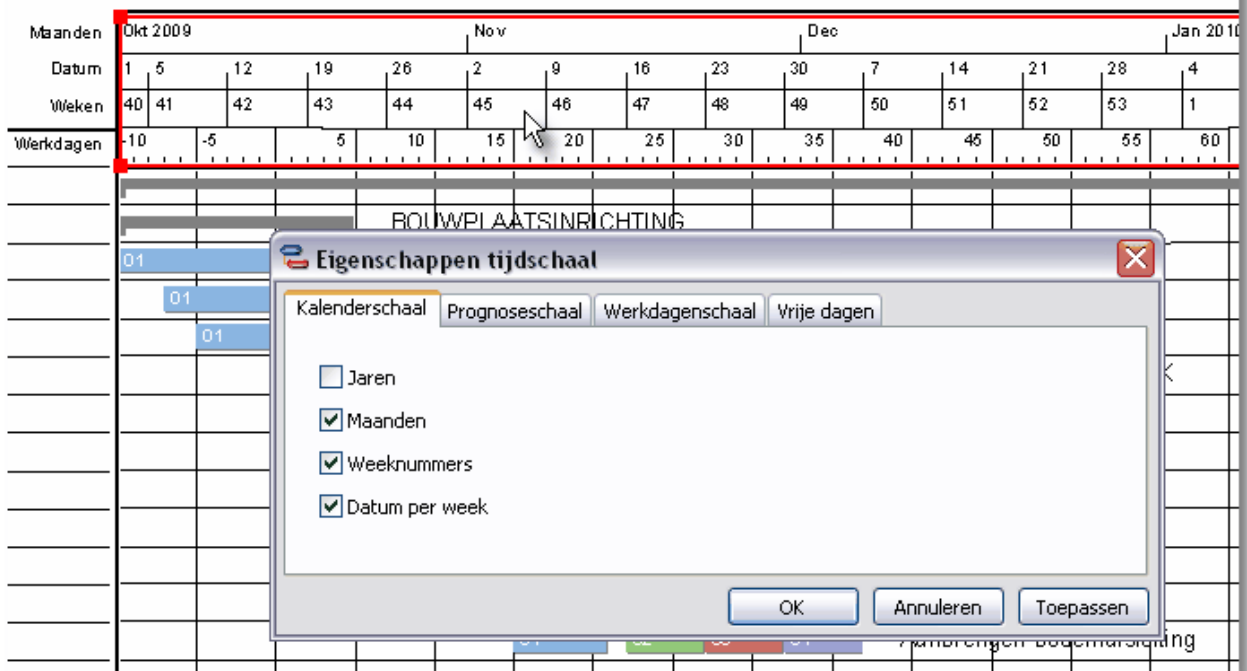 Maanden Okt 2009 Nov Dec Jan 2010
Datum 1 5 12 19 26 2 9 16 23 30 7 14 21 28 4
Weken 40 41 42 43 44 45 46 47 48 49 50 51 52 53 1
Werkdagen -10 -5 5 10 15 20 25 30 35 40 45 50 55 60
BOUWPLAATSINRICHTING
01
01
01
Eigenschappen tijdschaal
Kalenderschaal Prognoseschaal Werkdagenschaal Vrije dagen
Jaren
K
Maanden
Weeknummers
Datum per week
OK Annuleren Toepassen